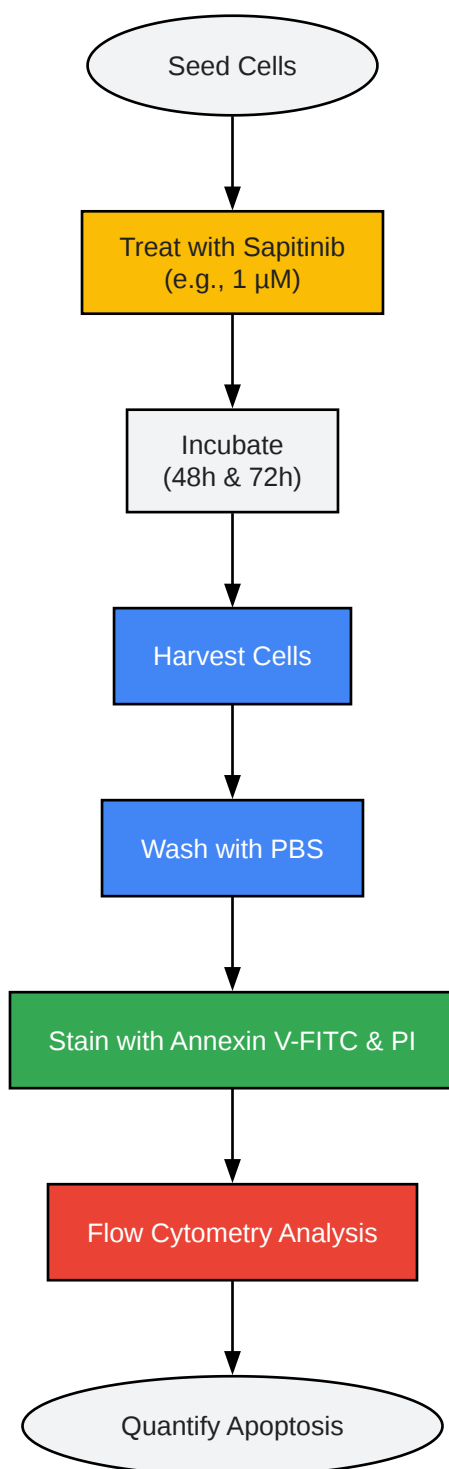 Seed Cells
Treat with Sapitinib
(e.g., 1 µM)
Incubate
(48h & 72h)
Harvest Cells
Wash with PBS
Stain with Annexin V-FITC & PI
Flow Cytometry Analysis
Quantify Apoptosis